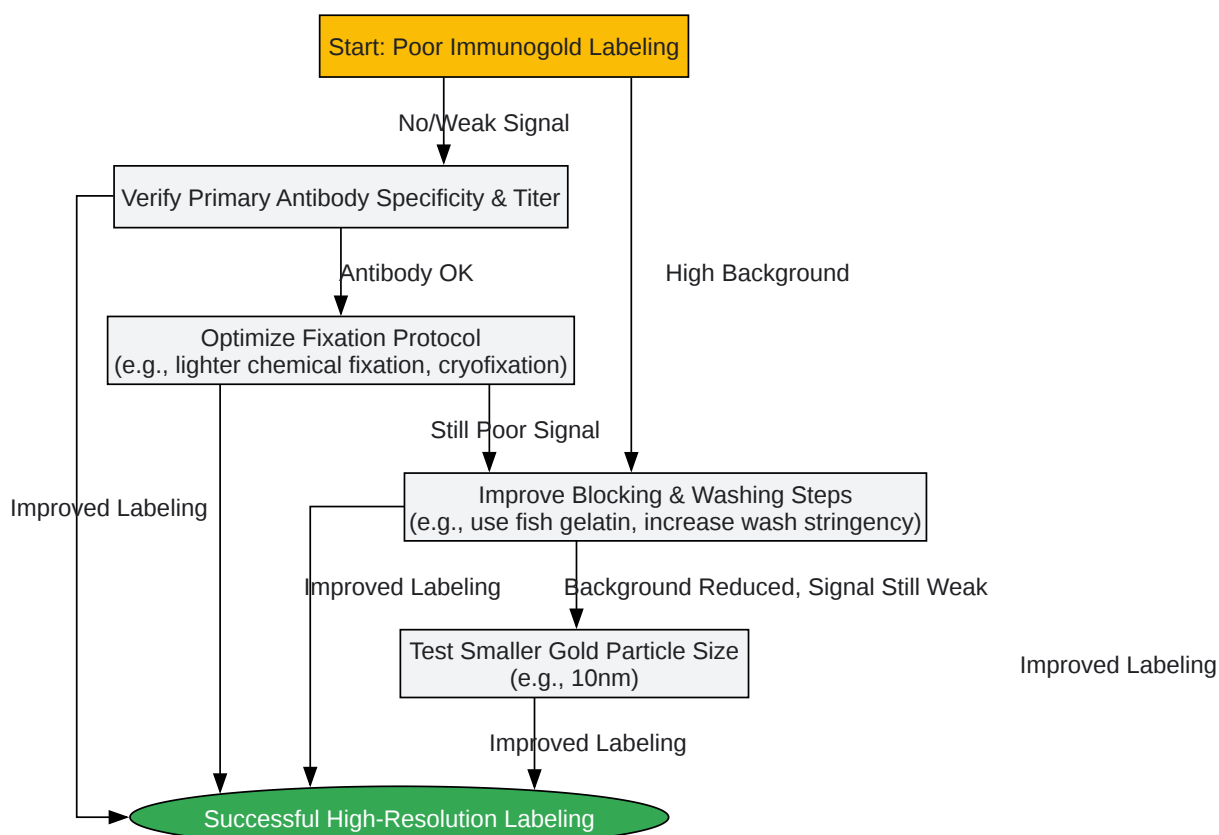 Start: Poor Immunogold Labeling
No/Weak Signal
Verify Primary Antibody Specificity & Titer
Antibody OK
High Background
Optimize Fixation Protocol
(e.g., lighter chemical fixation, cryofixation)
Still Poor Signal
Improved Labeling
Improve Blocking & Washing Steps
(e.g., use fish gelatin, increase wash stringency)
Improved Labeling
Background Reduced, Signal Still Weak
Test Smaller Gold Particle Size
(e.g., 10nm)
Improved Labeling
Improved Labeling
Successful High-Resolution Labeling